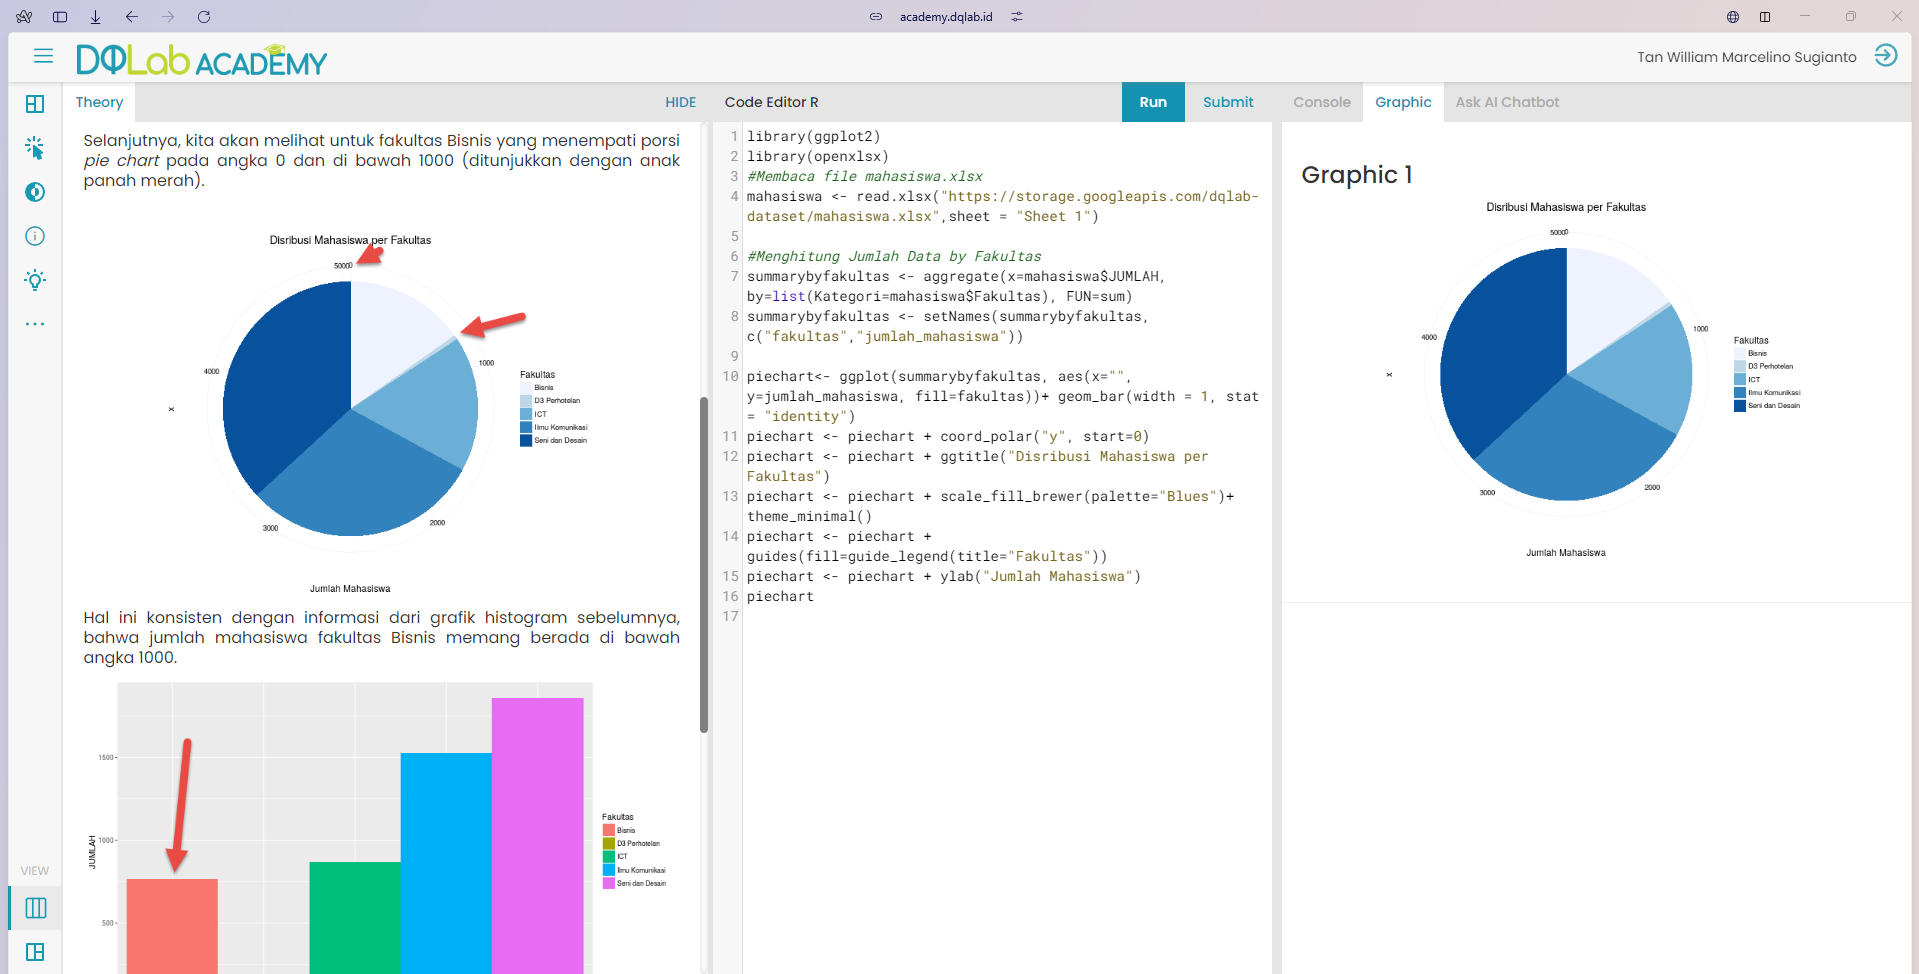 academy.dqlab.id
DQLab ACADEMY
Tan William Marcelino Sugianto
Theory
HIDE
Selanjutnya, kita akan melihat untuk fakultas Bisnis yang menempati porsi
pie chart pada angka 0 dan di bawah 1000 (ditunjukkan dengan anak
panah merah).
Disribusi Mahasiswa per Fakultas
5000
0
4000
1000
3000
2000
x
Jumlah Mahasiswa
Fakultas
Bisnis
D3 Perhotelan
ICT
Ilmu Komunikasi
Seni dan Desain
Hal ini konsisten dengan informasi dari grafik histogram sebelumnya,
bahwa jumlah mahasiswa fakultas Bisnis memang berada di bawah
angka 1000.
1500
1000
500
JUMLAH
Fakultas
Bisnis
D3 Perhotelan
ICT
Ilmu Komunikasi
Seni dan Desain
VIEW
Code Editor R
Run
Submit
1 library(ggplot2)
2 library(openxlsx)
3 #Membaca file mahasiswa.xlsx
4 mahasiswa <- read.xlsx("https://storage.googleapis.com/dqlab-
dataset/mahasiswa.xlsx",sheet = "Sheet 1")
5
6 #Menghitung Jumlah Data by Fakultas
7 summarybyfakultas <- aggregate(x=mahasiswa$JUMLAH,
by=list(Kategori=mahasiswa$Fakultas), FUN=sum)
8 summarybyfakultas <- setNames(summarybyfakultas,
c("fakultas","jumlah_mahasiswa"))
9
10 piechart<- ggplot(summarybyfakultas, aes(x="",
y=jumlah_mahasiswa, fill=fakultas))+ geom_bar(width = 1, stat
= "identity")
11 piechart <- piechart + coord_polar("y", start=0)
12 piechart <- piechart + ggtitle("Disribusi Mahasiswa per
Fakultas")
13 piechart <- piechart + scale_fill_brewer(palette="Blues")+
theme_minimal()
14 piechart <- piechart +
guides(fill=guide_legend(title="Fakultas"))
15 piechart <- piechart + ylab("Jumlah Mahasiswa")
16 piechart
17
Console
Graphic
Ask AI Chatbot
Graphic 1
Disribusi Mahasiswa per Fakultas
5000
0
4000
1000
3000
2000
x
Jumlah Mahasiswa
Fakultas
Bisnis
D3 Perhotelan
ICT
Ilmu Komunikasi
Seni dan Desain